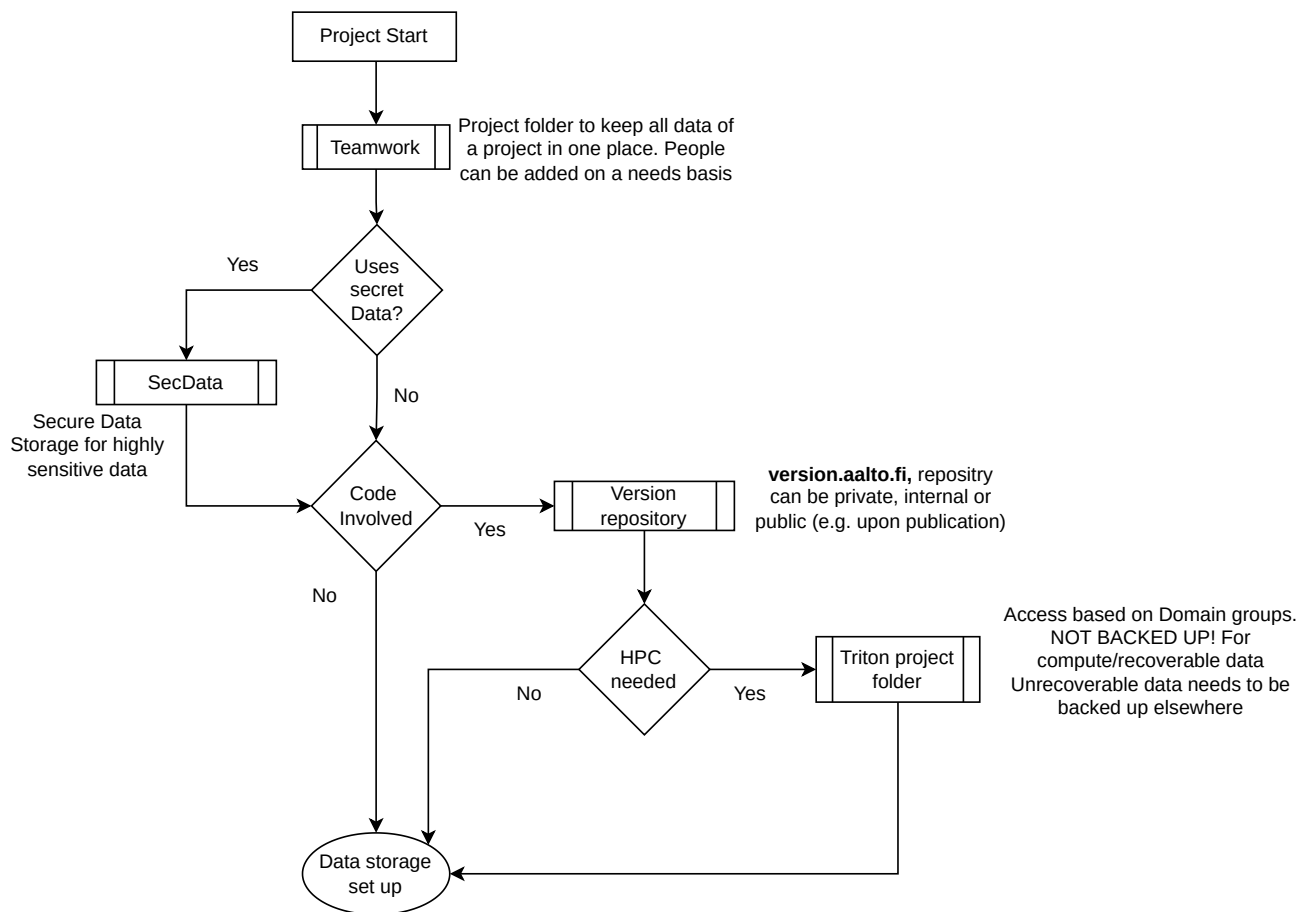 Project Start
Teamwork
Project folder to keep all data of
a project in one place. People
can be added on a needs basis
Uses
secret
Data?
Yes
No
SecData
Secure Data
Storage for highly
sensitive data
Code
Involved
Yes
No
Version
repository
version.aalto.fi, repositry
can be private, internal or
public (e.g. upon publication)
HPC
needed
No
Yes
Triton project
folder
Access based on Domain groups.
NOT BACKED UP! For
compute/recoverable data
Unrecoverable data needs to be
backed up elsewhere
Data storage
set up